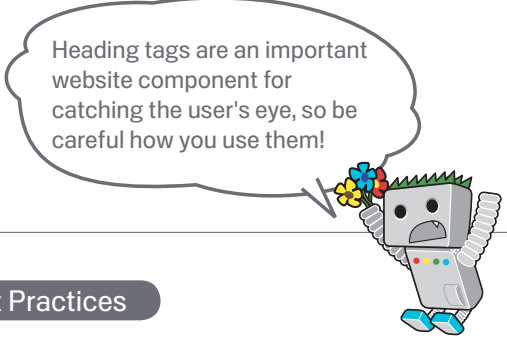 Heading tags are an important
website component for
catching the user's eye, so be
careful how you use them!
Practices